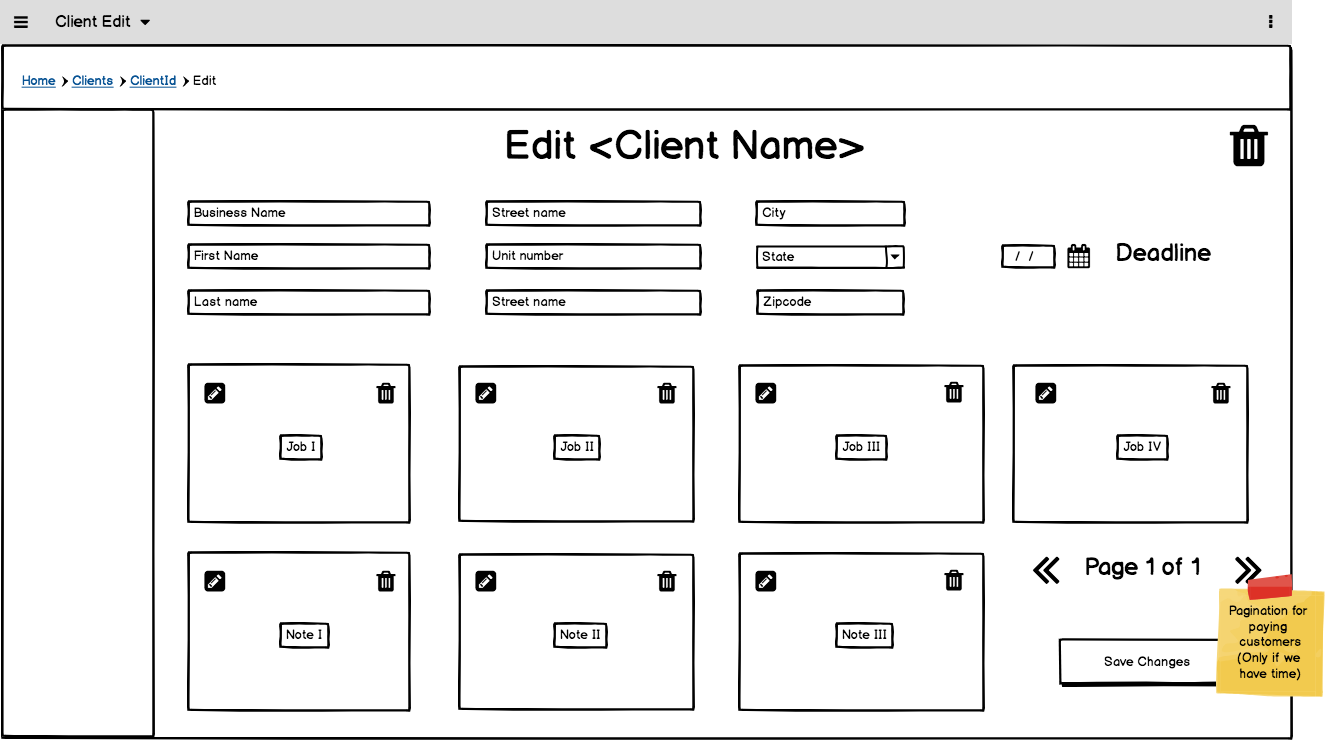 Client Edit
Home > Clients > ClientId > Edit
Edit <Client Name>
Business Name
Street name
City
First Name
Unit number
State
/ /
Deadline
Last name
Street name
Zipcode
Job I
Job II
Job III
Job IV
Note I
Note II
Note III
Page 1 of 1
Pagination for
paying
customers
(Only if we
have time)
Save Changes